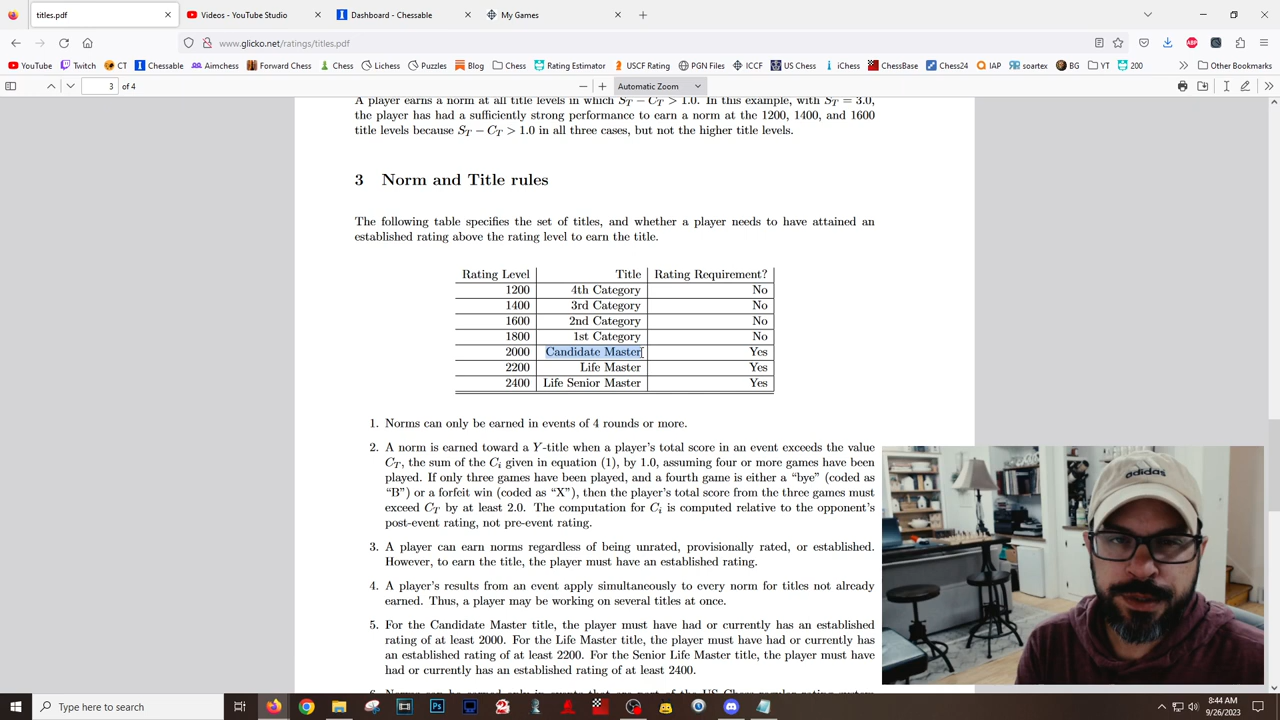 titles.pdf
Videos - YouTube Studio
Dashboard - Chessable
My Games
www.glicko.net/ratings/titles.pdf
YouTube
Twitch
CT
Chessable
Aimchess
Forward Chess
Chess
Lichess
Puzzles
Blog
Chess
Rating Estimator
USCF Rating
PGN Files
ICCF
US Chess
iChess
ChessBase
Chess24
IAP
soartex
BG
YT
200
Other Bookmarks
3 of 4
Automatic Zoom
A player earns a norm at all title levels in which S_T − C_T > 1.0. In this example, with S_T = 3.0,
the player has had a sufficiently strong performance to earn a norm at the 1200, 1400, and 1600
title levels because S_T − C_T > 1.0 in all three cases, but not the higher title levels.
3 Norm and Title rules
The following table specifies the set of titles, and whether a player needs to have attained an
established rating above the rating level to earn the title.
Rating Level Title Rating Requirement?
1200 4th Category No
1400 3rd Category No
1600 2nd Category No
1800 1st Category No
2000 Candidate Master Yes
2200 Life Master Yes
2400 Life Senior Master Yes
1. Norms can only be earned in events of 4 rounds or more.
2. A norm is earned toward a Y-title when a player's total score in an event exceeds the value
C_T, the sum of the C_i given in equation (1), by 1.0, assuming four or more games have been
played. If only three games have been played, and a fourth game is either a "bye" (coded as
"B") or a forfeit win (coded as "X"), then the player's total score from the three games must
exceed C_T by at least 2.0. The computation for C_i is computed relative to the opponent's
post-event rating, not pre-event rating.
3. A player can earn norms regardless of being unrated, provisionally rated, or established.
However, to earn the title, the player must have an established rating.
4. A player's results from an event apply simultaneously to every norm for titles not already
earned. Thus, a player may be working on several titles at once.
5. For the Candidate Master title, the player must have had or currently has an established
rating of at least 2000. For the Life Master title, the player must have had or currently has
an established rating of at least 2200. For the Senior Life Master title, the player must have
had or currently has an established rating of at least 2400.
6. Norms can be earned only in events that are part of the US Chess regular rating system
adidas
Type here to search
8:44 AM
9/26/2023